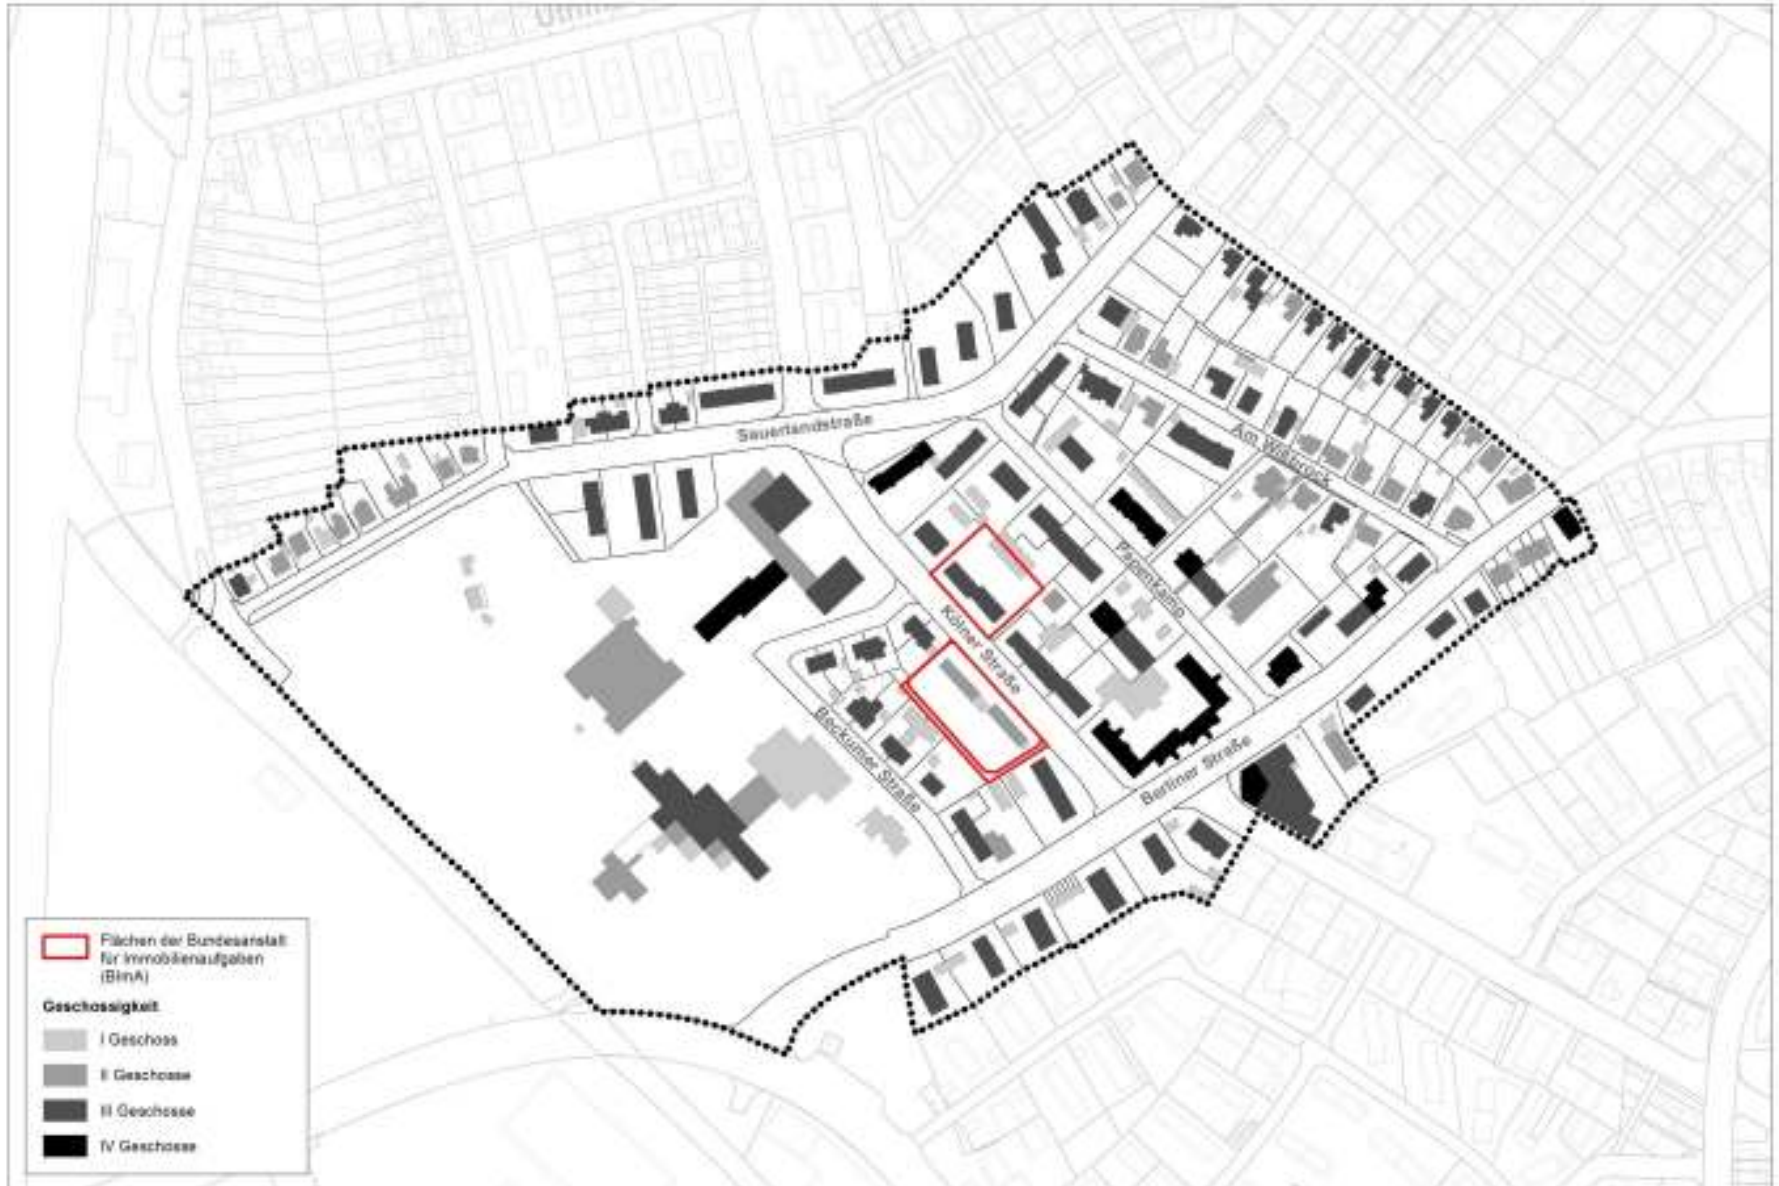 Sauerlandstraße
Am Wikerock
Papenkamp
Kölner Straße
Beckumer Straße
Berliner Straße
Flächen der Bundesanstalt
für Immobilienaufgaben
(BImA)
Geschossigkeit
I Geschoss
II Geschosse
III Geschosse
IV Geschosse